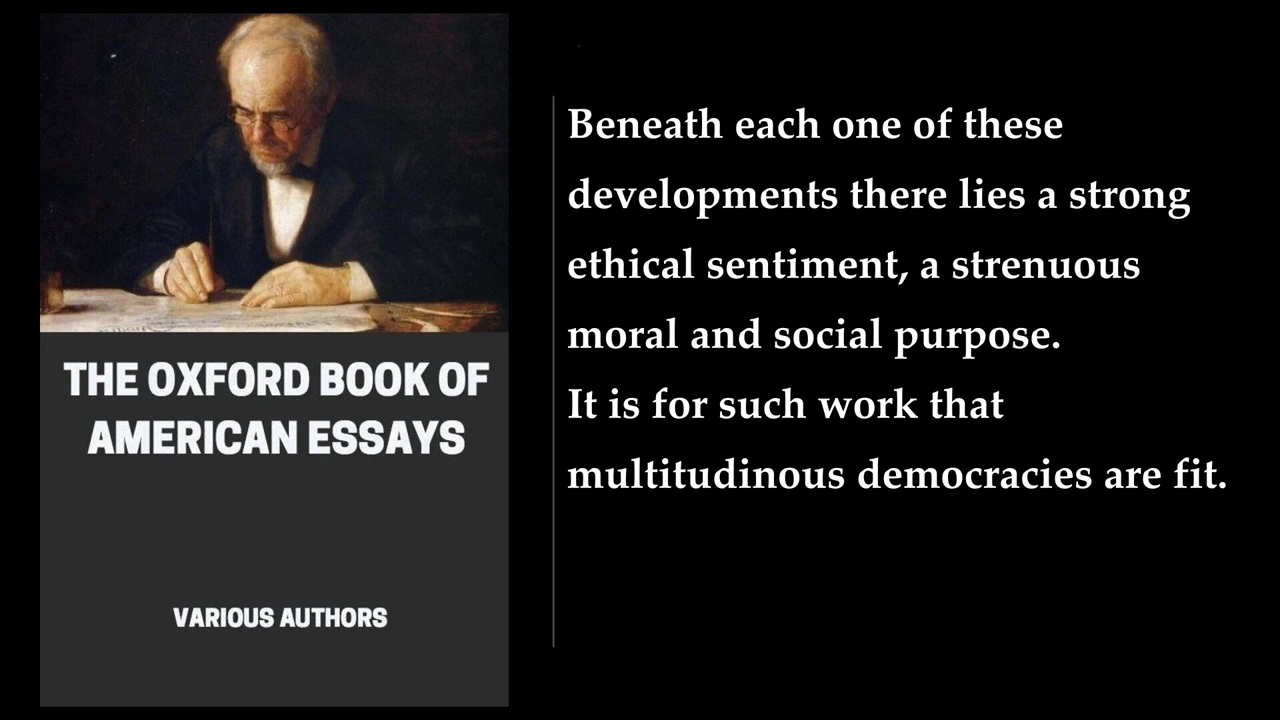 THE OXFORD BOOK OF
AMERICAN ESSAYS
VARIOUS AUTHORS
Beneath each one of these
developments there lies a strong
ethical sentiment, a strenuous
moral and social purpose.
It is for such work that
multitudinous democracies are fit.